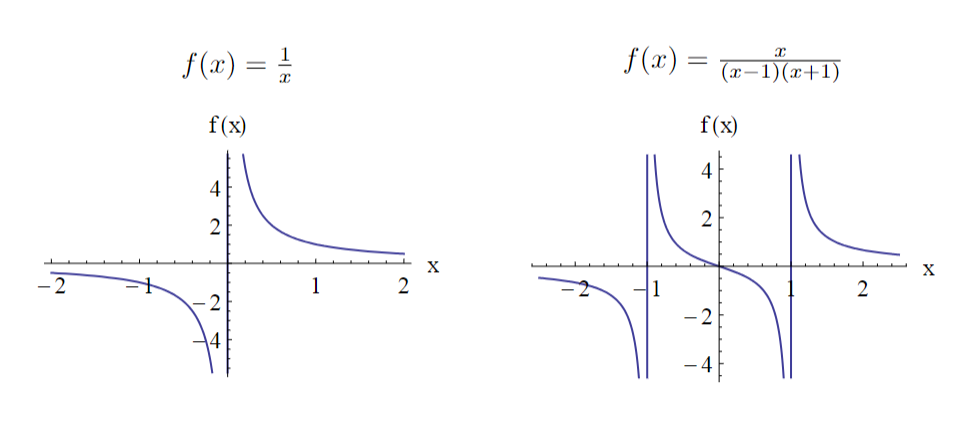 f(x) = 1/x
f(x)
4
2
x
−2
−1
1
2
−2
−4
f(x) = x/((x−1)(x+1))
f(x)
4
2
x
−2
−1
1
2
−2
−4